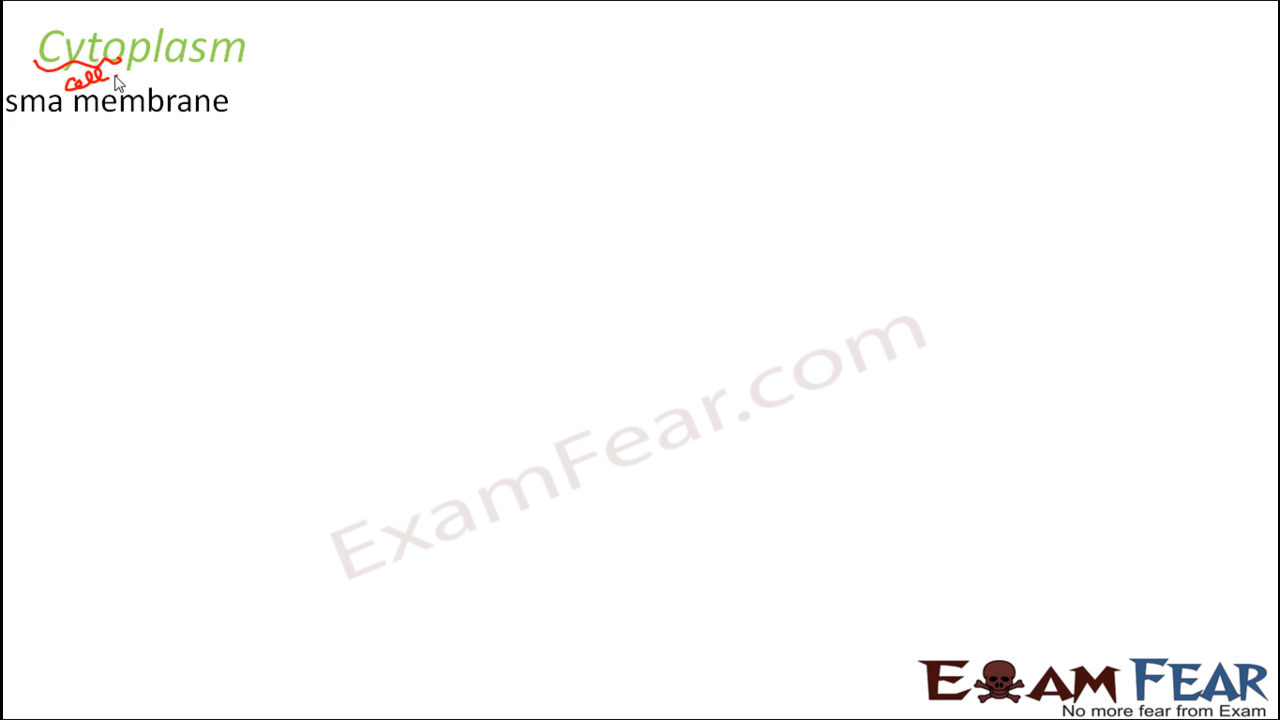 Cytoplasm
cell
sma membrane
ExamFear.com
EXAM FEAR
No more fear from Exam